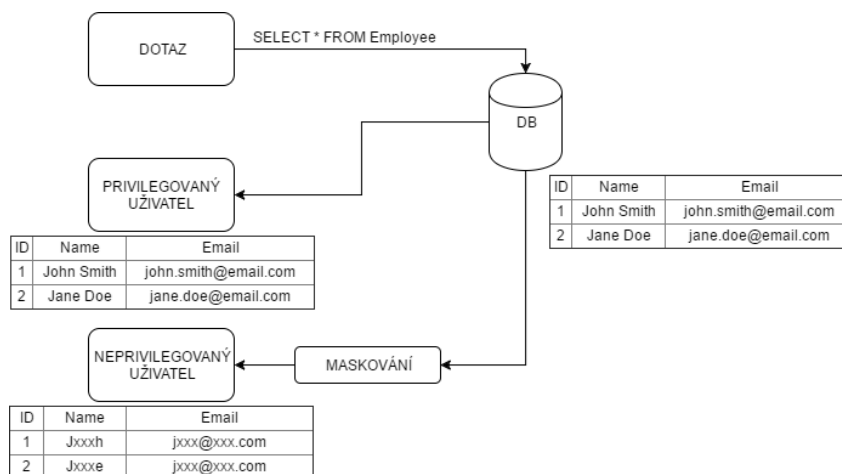 DOTAZ
SELECT * FROM Employee
DB
PRIVILEGOVANÝ
UŽIVATEL
ID Name Email
1 John Smith john.smith@email.com
2 Jane Doe jane.doe@email.com
ID Name Email
1 John Smith john.smith@email.com
2 Jane Doe jane.doe@email.com
NEPRIVILEGOVANÝ
UŽIVATEL
MASKOVÁNÍ
ID Name Email
1 Jxxxh jxxx@xxx.com
2 Jxxxe jxxx@xxx.com